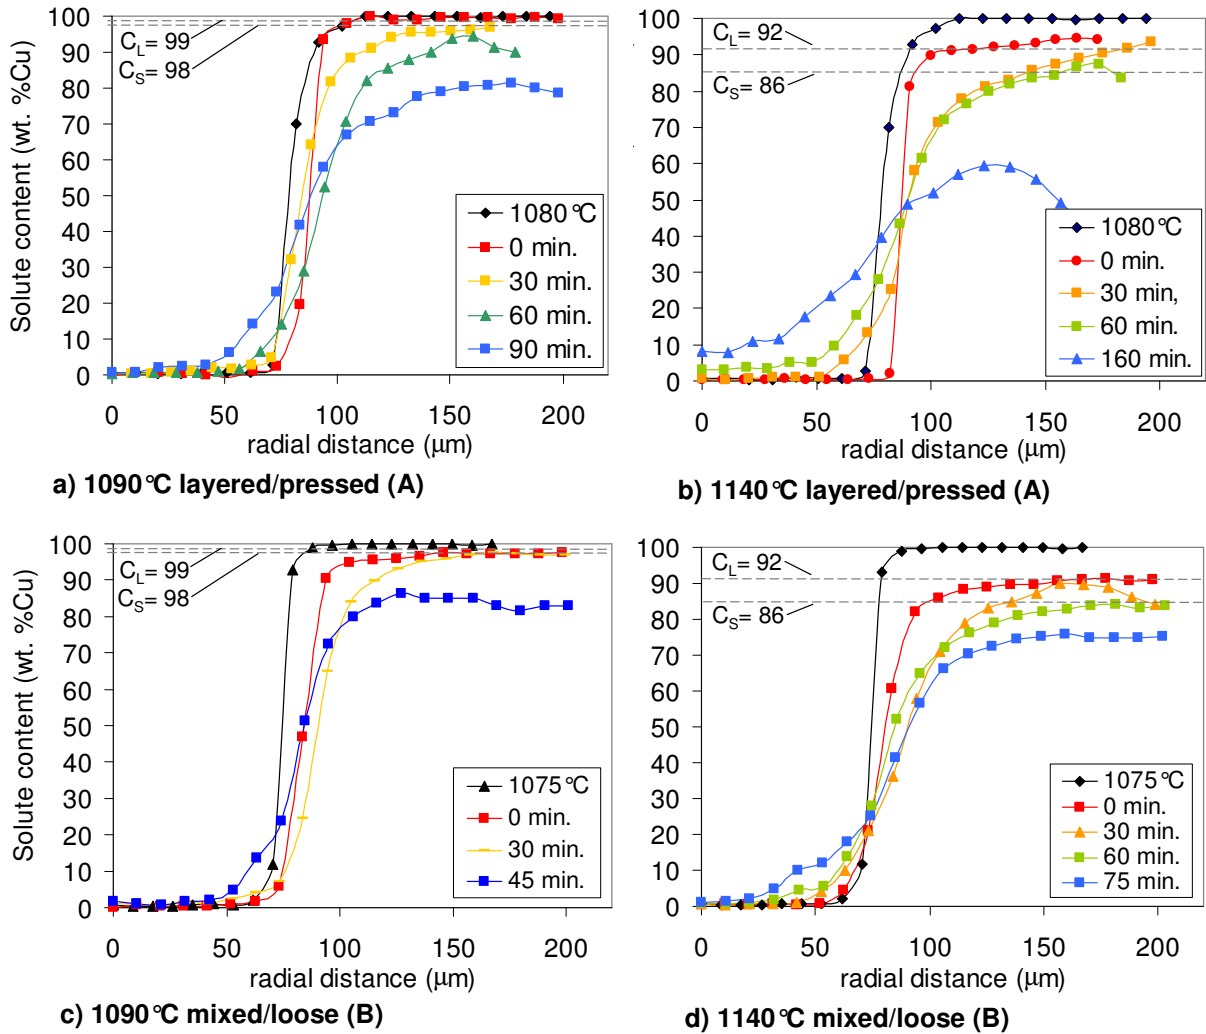 Solute content (wt. %Cu)
100
90
80
70
60
50
40
30
20
10
0
C_L= 99
C_S= 98
1080°C
0 min.
30 min.
60 min.
90 min.
0 50 100 150 200
radial distance (μm)
a) 1090°C layered/pressed (A)
100
90
80
70
60
50
40
30
20
10
0
C_L= 92
C_S= 86
1080°C
0 min.
30 min,
60 min.
160 min.
0 50 100 150 200
radial distance (μm)
b) 1140°C layered/pressed (A)
Solute content (wt. %Cu)
100
90
80
70
60
50
40
30
20
10
0
C_L= 99
C_S= 98
1075°C
0 min.
30 min.
45 min.
0 50 100 150 200
radial distance (μm)
c) 1090°C mixed/loose (B)
100
90
80
70
60
50
40
30
20
10
0
C_L= 92
C_S= 86
1075°C
0 min.
30 min.
60 min.
75 min.
0 50 100 150 200
radial distance (μm)
d) 1140°C mixed/loose (B)